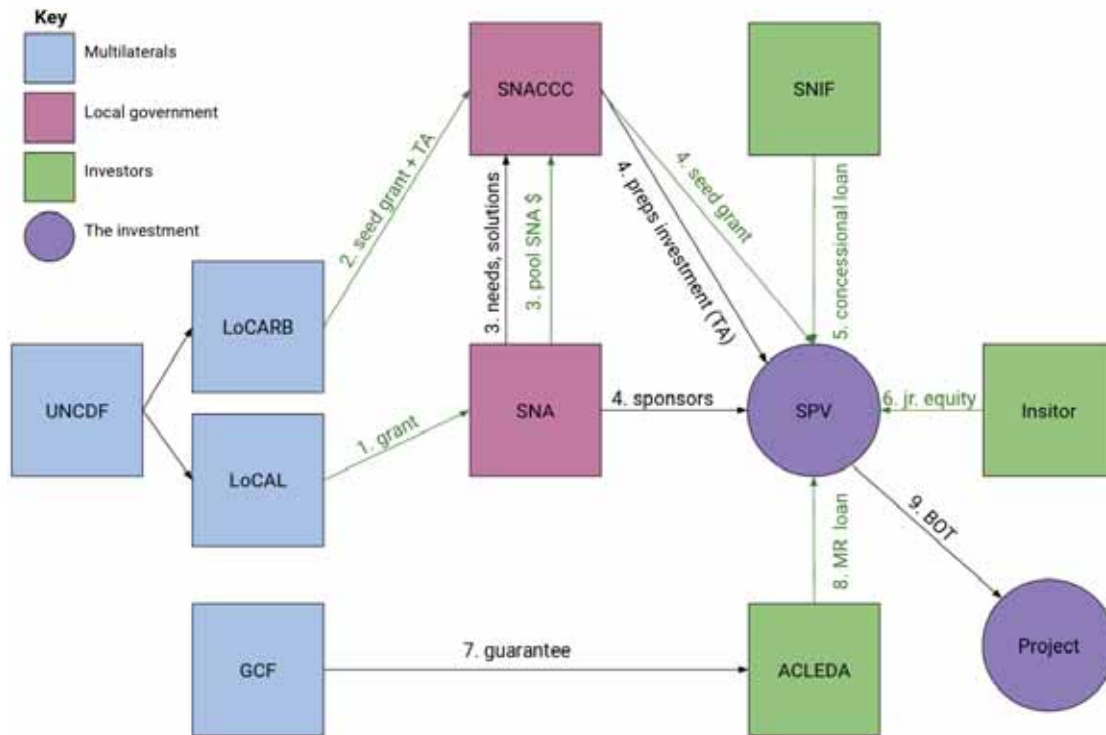 Key
Multilaterals
Local government
Investors
The investment
SNACCC
SNIF
2. seed grant + TA
3. needs, solutions
3. pool SNA $
4. preps investment (TA)
4. seed grant
5. concessional loan
LoCARB
UNCDF
LoCAL
1. grant
SNA
4. sponsors
SPV
6. jr. equity
Insitor
8. MR loan
9. BOT
GCF
7. guarantee
ACLEDA
Project